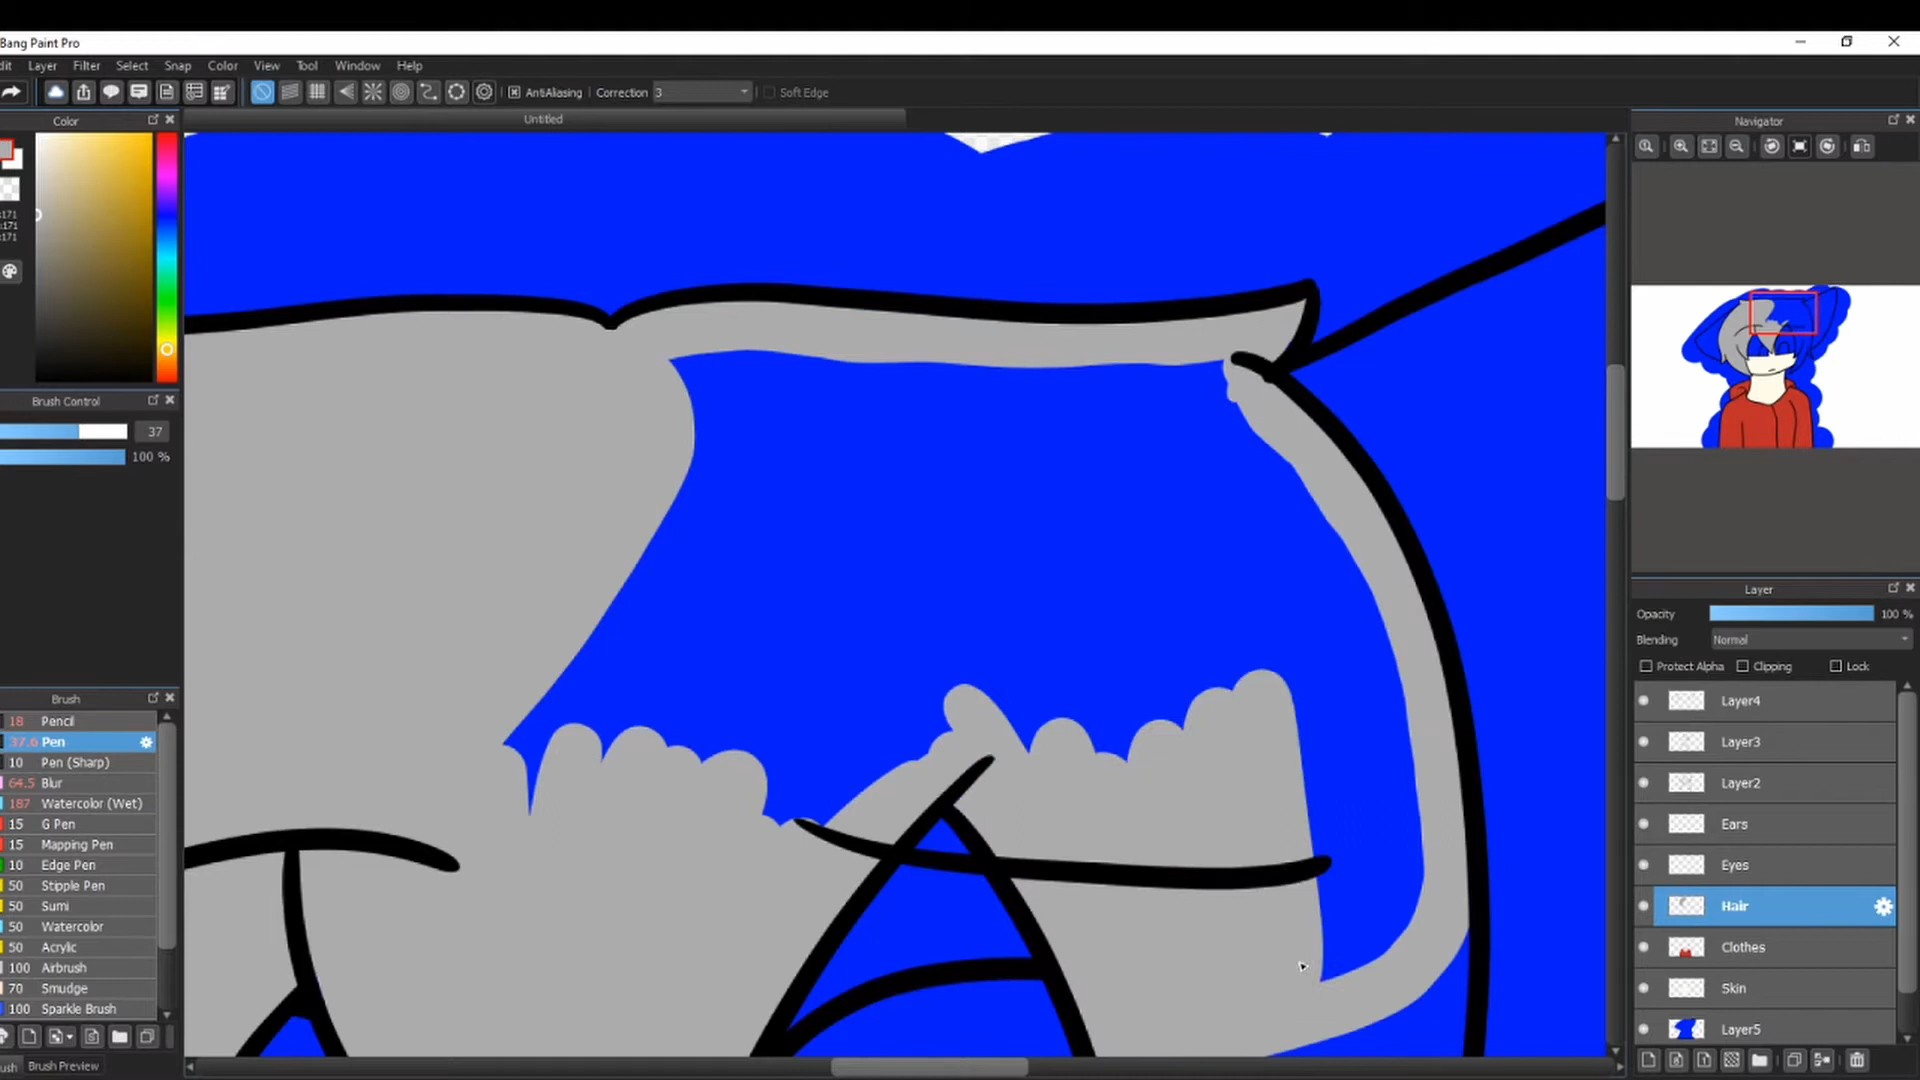 Bang Paint Pro
dit Layer Filter Select Snap Color View Tool Window Help
AntiAliasing Correction 3 Soft Edge
Color
Untitled
Navigator
:171
:171
:171
Brush Control
37
100 %
Brush
18 Pencil
37.6 Pen
10 Pen (Sharp)
64.5 Blur
187 Watercolor (Wet)
15 G Pen
15 Mapping Pen
10 Edge Pen
50 Stipple Pen
50 Sumi
50 Watercolor
50 Acrylic
100 Airbrush
70 Smudge
100 Sparkle Brush
ush Brush Preview
Layer
Opacity 100 %
Blending Normal
Protect Alpha Clipping Lock
Layer4
Layer3
Layer2
Ears
Eyes
Hair
Clothes
Skin
Layer5